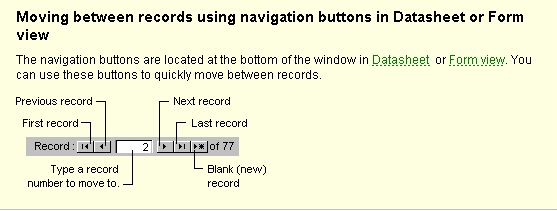 Moving between records using navigation buttons in Datasheet or Form
view
The navigation buttons are located at the bottom of the window in Datasheet or Form view. You
can use these buttons to quickly move between records.
Previous record
Next record
First record
Last record
Record: 2 of 77
Type a record
number to move to.
Blank (new)
record